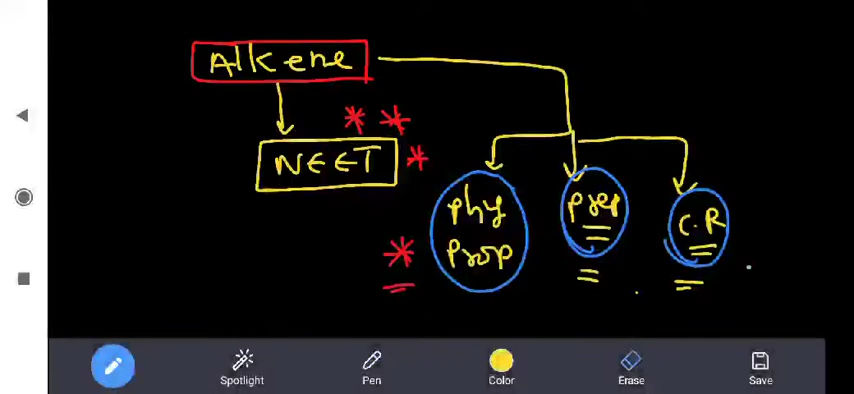 Alkene
NEET
phy
prop
prep
C.R
Spotlight
Pen
Color
Erase
Save